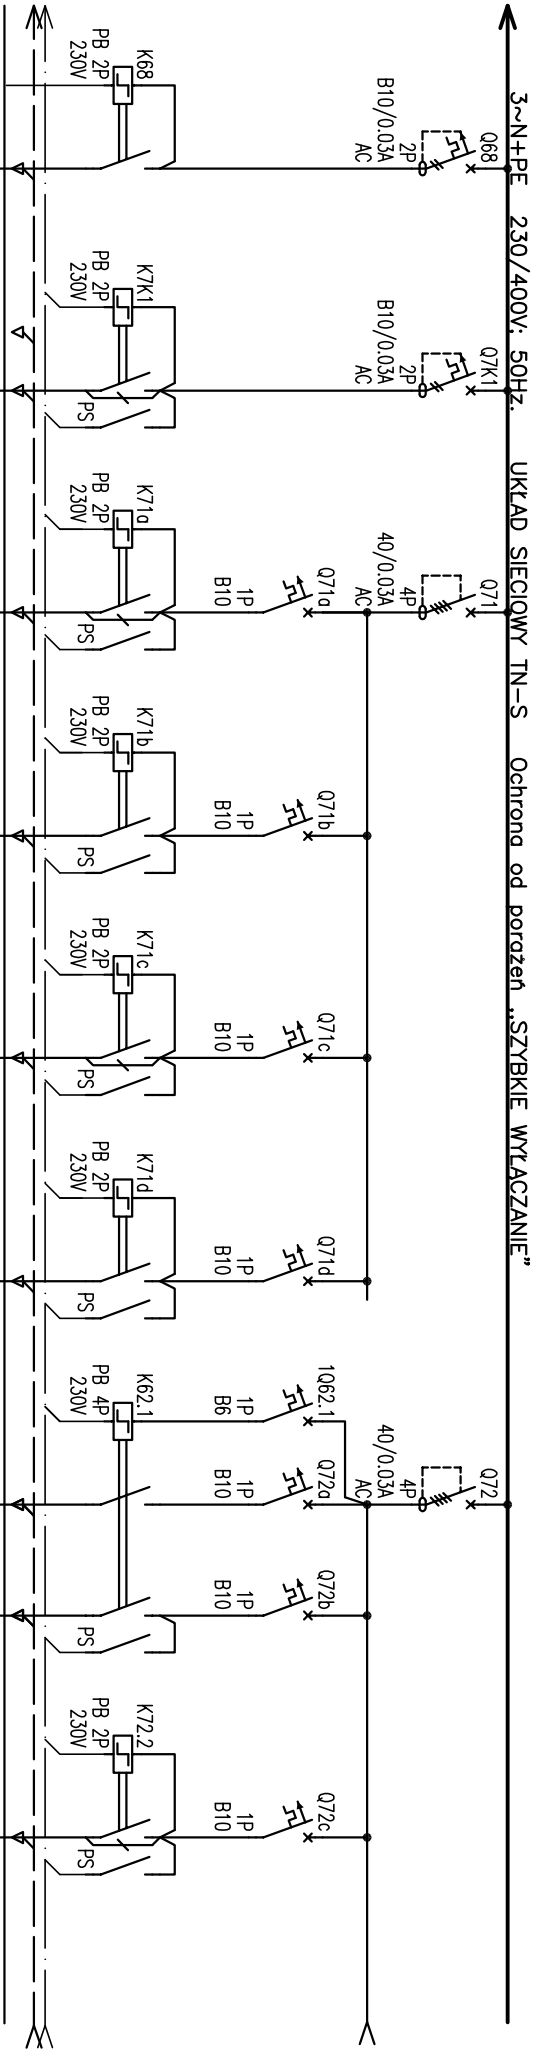 3~N+PE 230/400V; 50Hz. UKŁAD SIECIOWY TN-S Ochrona od porażeń „SZYBKIE WYŁĄCZANIE”
Q68
2P
B10/0.03A
AC
K68
PB 2P
230V
Q7K1
2P
B10/0.03A
AC
K7K1
PB 2P
230V
PS
Q71
4P
40/0.03A
AC
Q71a
1P
B10
K71a
PB 2P
230V
PS
Q71b
1P
B10
K71b
PB 2P
230V
PS
Q71c
1P
B10
K71c
PB 2P
230V
PS
Q71d
1P
B10
K71d
PB 2P
230V
PS
Q72
4P
40/0.03A
AC
1Q62.1
1P
B6
K62.1
PB 4P
230V
Q72a
1P
B10
Q72b
1P
B10
PS
Q72c
1P
B10
K72.2
PB 2P
230V
PS